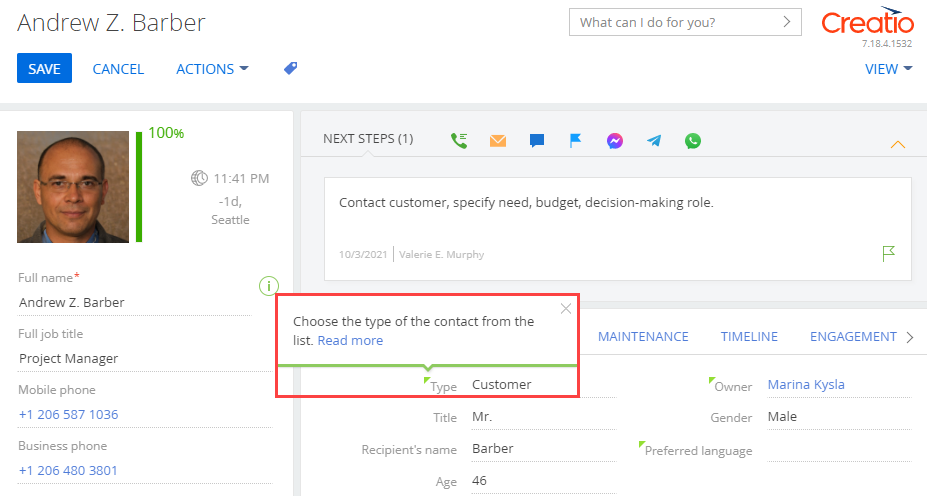 Andrew Z. Barber
What can I do for you?
Creatio
7.18.4.1532
SAVE
CANCEL
ACTIONS
VIEW
100%
11:41 PM
-1d,
Seattle
Full name*
Andrew Z. Barber
Full job title
Project Manager
Mobile phone
+1 206 587 1036
Business phone
+1 206 480 3801
NEXT STEPS (1)
Contact customer, specify need, budget, decision-making role.
10/3/2021 Valerie E. Murphy
Choose the type of the contact from the
list. Read more
MAINTENANCE
TIMELINE
ENGAGEMENT
Type Customer
Owner Marina Kysla
Title Mr.
Gender Male
Recipient's name Barber
Preferred language
Age 46